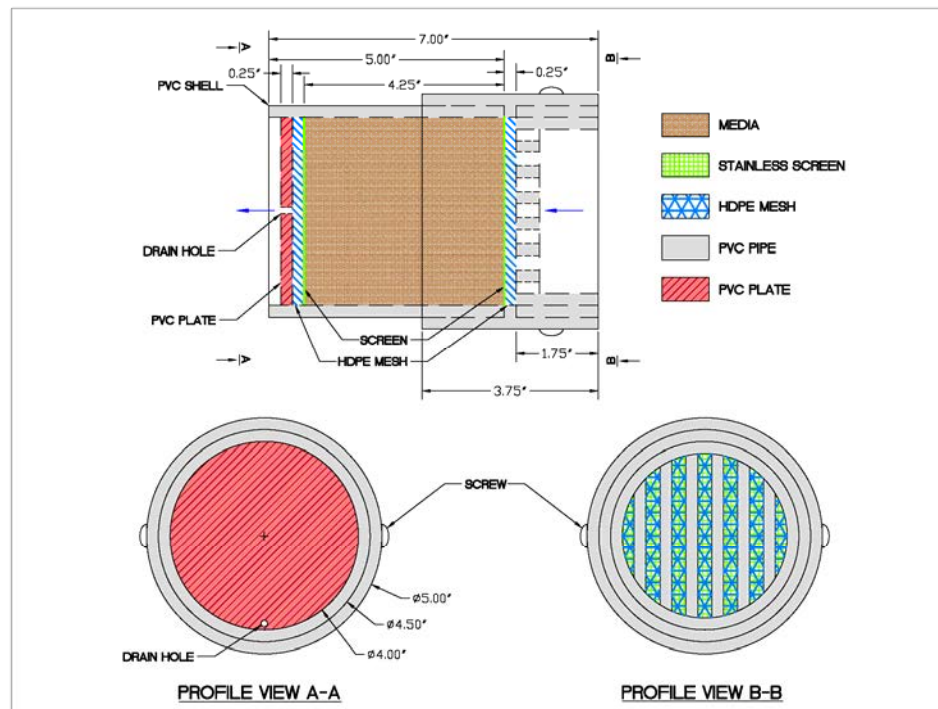 7.00"
A
5.00"
B
0.25"
0.25"
4.25"
PVC SHELL
MEDIA
STAINLESS SCREEN
HDPE MESH
DRAIN HOLE
PVC PIPE
PVC PLATE
PVC PLATE
SCREEN
HDPE MESH
A
1.75"
B
3.75"
SCREW
ø5.00"
ø4.50"
DRAIN HOLE
ø4.00"
PROFILE VIEW A-A
PROFILE VIEW B-B